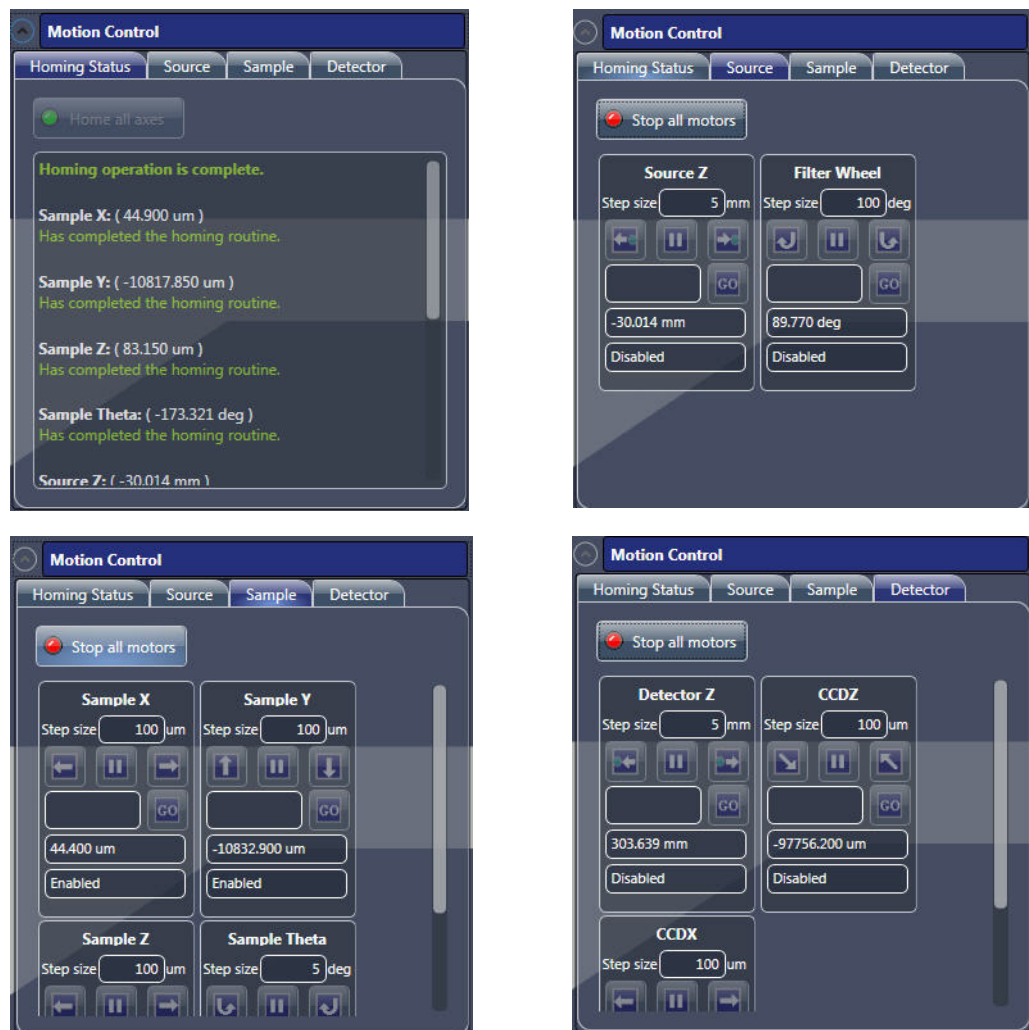 Motion Control
Homing Status Source Sample Detector
Home all axes
Homing operation is complete.
Sample X: ( 44.900 um )
Has completed the homing routine.
Sample Y: ( -10817.850 um )
Has completed the homing routine.
Sample Z: ( 83.150 um )
Has completed the homing routine.
Sample Theta: ( -173.321 deg )
Has completed the homing routine.
Source Z: ( -30.014 mm )
Motion Control
Homing Status Source Sample Detector
Stop all motors
Source Z Filter Wheel
Step size 5 mm Step size 100 deg
GO GO
-30.014 mm 89.770 deg
Disabled Disabled
Motion Control
Homing Status Source Sample Detector
Stop all motors
Sample X Sample Y
Step size 100 um Step size 100 um
GO GO
44.400 um -10832.900 um
Enabled Enabled
Sample Z Sample Theta
Step size 100 um Step size 5 deg
Motion Control
Homing Status Source Sample Detector
Stop all motors
Detector Z CCDZ
Step size 5 mm Step size 100 um
GO GO
303.639 mm -97756.200 um
Disabled Disabled
CCDX
Step size 100 um